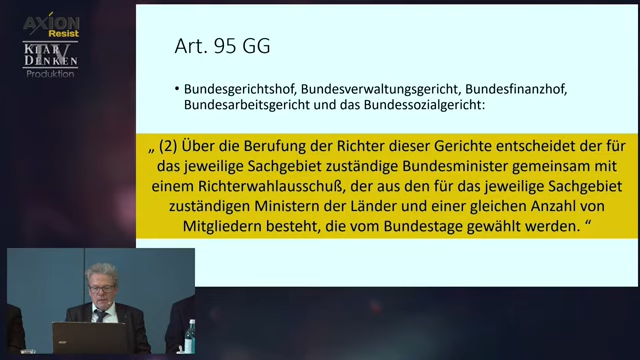 AXION
Resist
KLAR
TV
DENKEN
Produktion
Art. 95 GG
• Bundesgerichtshof, Bundesverwaltungsgericht, Bundesfinanzhof,
Bundesarbeitsgericht und das Bundessozialgericht:
„ (2) Über die Berufung der Richter dieser Gerichte entscheidet der für
das jeweilige Sachgebiet zuständige Bundesminister gemeinsam mit
einem Richterwahlausschuß, der aus den für das jeweilige Sachgebiet
zuständigen Ministern der Länder und einer gleichen Anzahl von
Mitgliedern besteht, die vom Bundestage gewählt werden. “